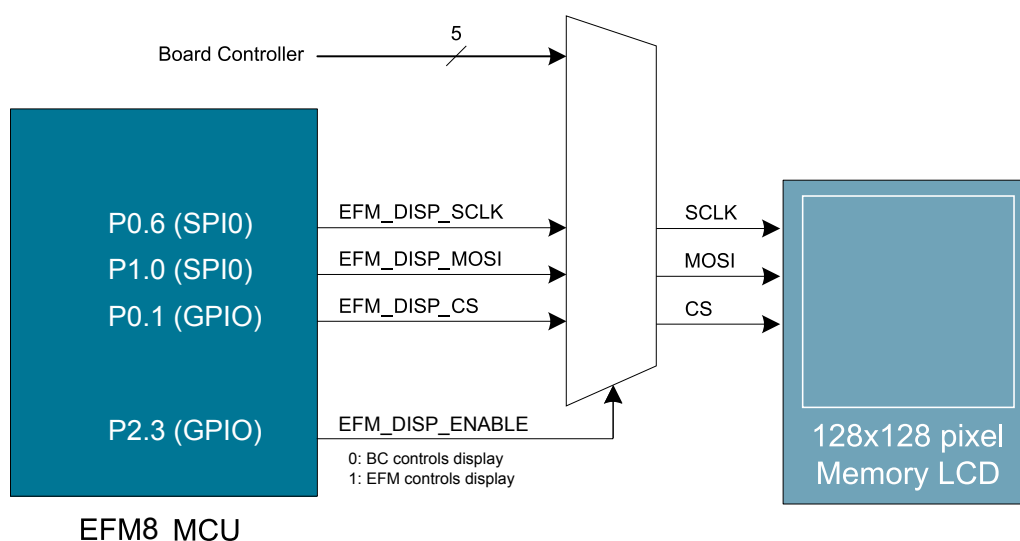 5
Board Controller
P0.6 (SPI0)
EFM_DISP_SCLK
SCLK
P1.0 (SPI0)
EFM_DISP_MOSI
MOSI
P0.1 (GPIO)
EFM_DISP_CS
CS
P2.3 (GPIO)
EFM_DISP_ENABLE
0: BC controls display
1: EFM controls display
128x128 pixel
Memory LCD
EFM8 MCU